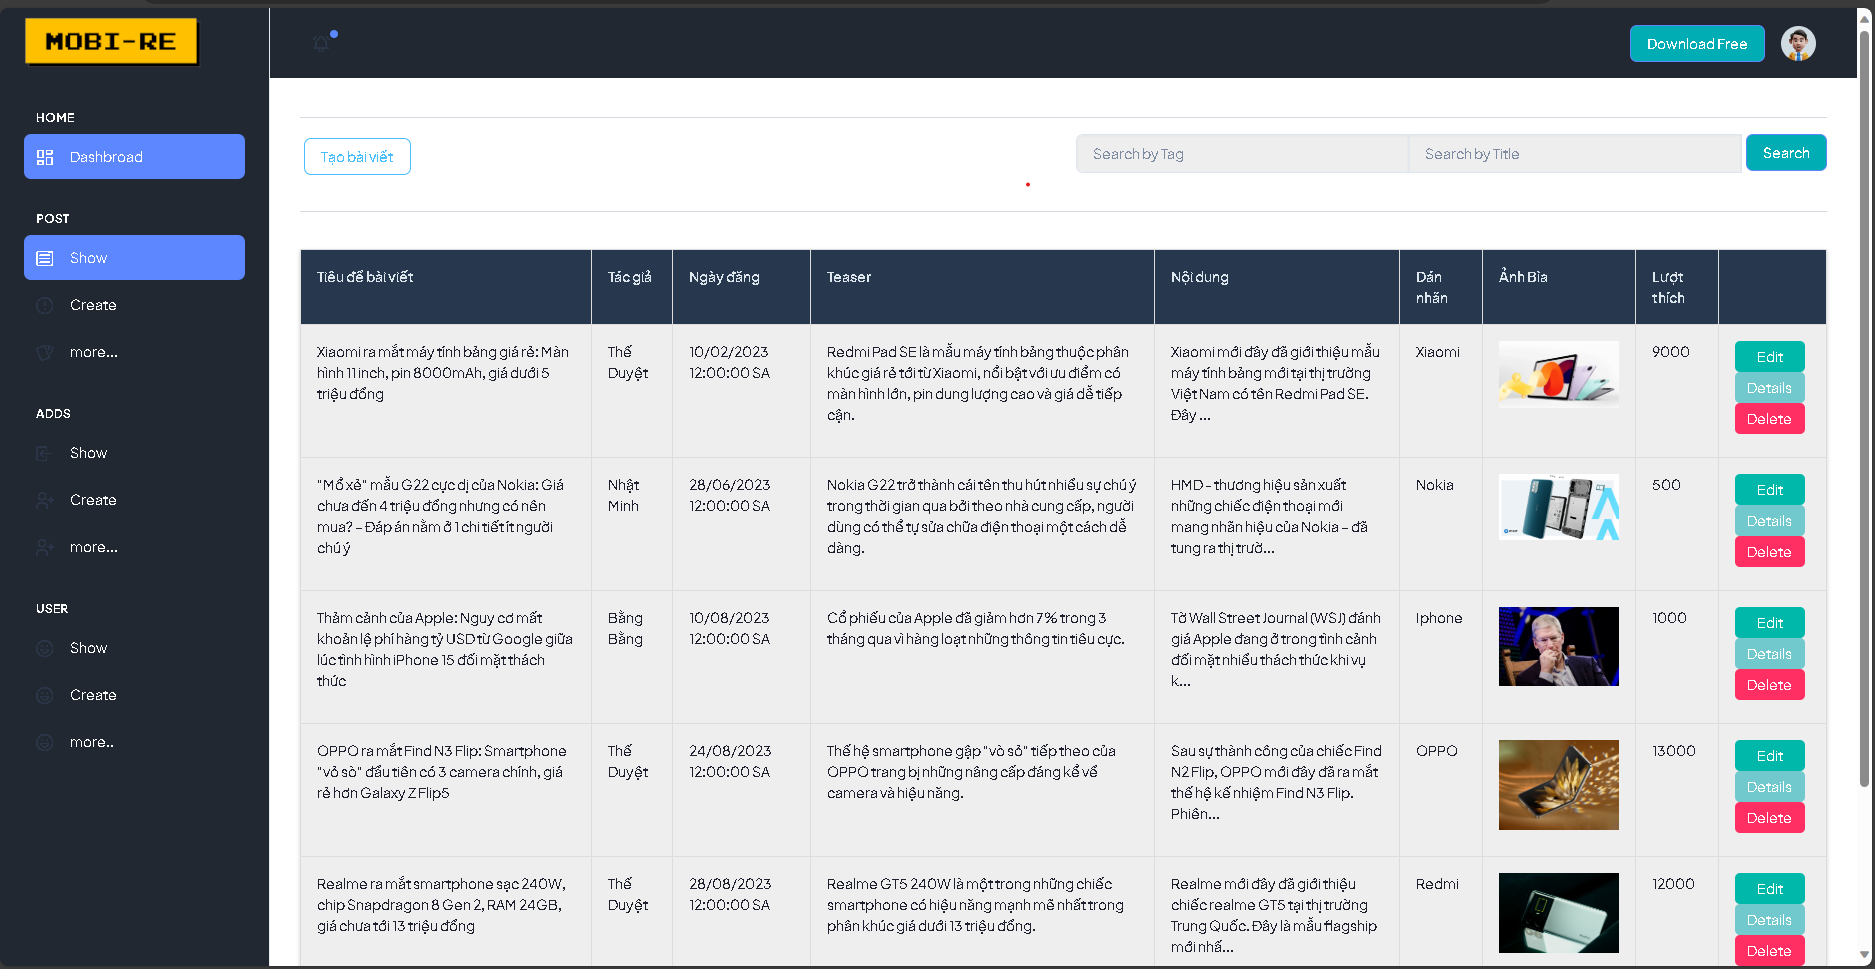 MOBI-RE
Download Free
HOME
Dashbroad
POST
Show
Create
more...
ADDS
Show
Create
more...
USER
Show
Create
more..
Tạo bài viết
Search by Tag
Search by Title
Search
Tiêu đề bài viết
Tác giả
Ngày đăng
Teaser
Nội dung
Dán
nhãn
Ảnh Bìa
Lượt
thích
Xiaomi ra mắt máy tính bảng giá rẻ: Màn
hình 11 inch, pin 8000mAh, giá dưới 5
triệu đồng
Thế
Duyệt
10/02/2023
12:00:00 SA
Redmi Pad SE là mẫu máy tính bảng thuộc phân
khúc giá rẻ tới từ Xiaomi, nổi bật với ưu điểm có
màn hình lớn, pin dung lượng cao và giá dễ tiếp
cận.
Xiaomi mới đây đã giới thiệu mẫu
máy tính bảng mới tại thị trường
Việt Nam có tên Redmi Pad SE.
Đây ...
Xiaomi
9000
Edit
Details
Delete
"Mổ xẻ" mẫu G22 cực dị của Nokia: Giá
chưa đến 4 triệu đồng nhưng có nên
mua? – Đáp án nằm ở 1 chi tiết ít người
chú ý
Nhật
Minh
28/06/2023
12:00:00 SA
Nokia G22 trở thành cái tên thu hút nhiều sự chú ý
trong thời gian qua bởi theo nhà cung cấp, người
dùng có thể tự sửa chữa điện thoại một cách dễ
dàng.
HMD - thương hiệu sản xuất
những chiếc điện thoại mới
mang nhãn hiệu của Nokia – đã
tung ra thị trườ...
Nokia
500
Edit
Details
Delete
Thảm cảnh của Apple: Nguy cơ mất
khoản lệ phí hàng tỷ USD từ Google giữa
lúc tình hình iPhone 15 đối mặt thách
thức
Bằng
Bằng
10/08/2023
12:00:00 SA
Cổ phiếu của Apple đã giảm hơn 7% trong 3
tháng qua vì hàng loạt những thông tin tiêu cực.
Tờ Wall Street Journal (WSJ) đánh
giá Apple đang ở trong tình cảnh
đối mặt nhiều thách thức khi vụ
k...
Iphone
1000
Edit
Details
Delete
OPPO ra mắt Find N3 Flip: Smartphone
"vỏ sò" đầu tiên có 3 camera chính, giá
rẻ hơn Galaxy Z Flip5
Thế
Duyệt
24/08/2023
12:00:00 SA
Thế hệ smartphone gập "vỏ sò" tiếp theo của
OPPO trang bị những nâng cấp đáng kể về
camera và hiệu năng.
Sau sự thành công của chiếc Find
N2 Flip, OPPO mới đây đã ra mắt
thế hệ kế nhiệm Find N3 Flip.
Phiên...
OPPO
13000
Edit
Details
Delete
Realme ra mắt smartphone sạc 240W,
chip Snapdragon 8 Gen 2, RAM 24GB,
giá chưa tới 13 triệu đồng
Thế
Duyệt
28/08/2023
12:00:00 SA
Realme GT5 240W là một trong những chiếc
smartphone có hiệu năng mạnh mẽ nhất trong
phân khúc giá dưới 13 triệu đồng.
Realme mới đây đã giới thiệu
chiếc realme GT5 tại thị trường
Trung Quốc. Đây là mẫu flagship
mới nhấ...
Redmi
12000
Edit
Details
Delete